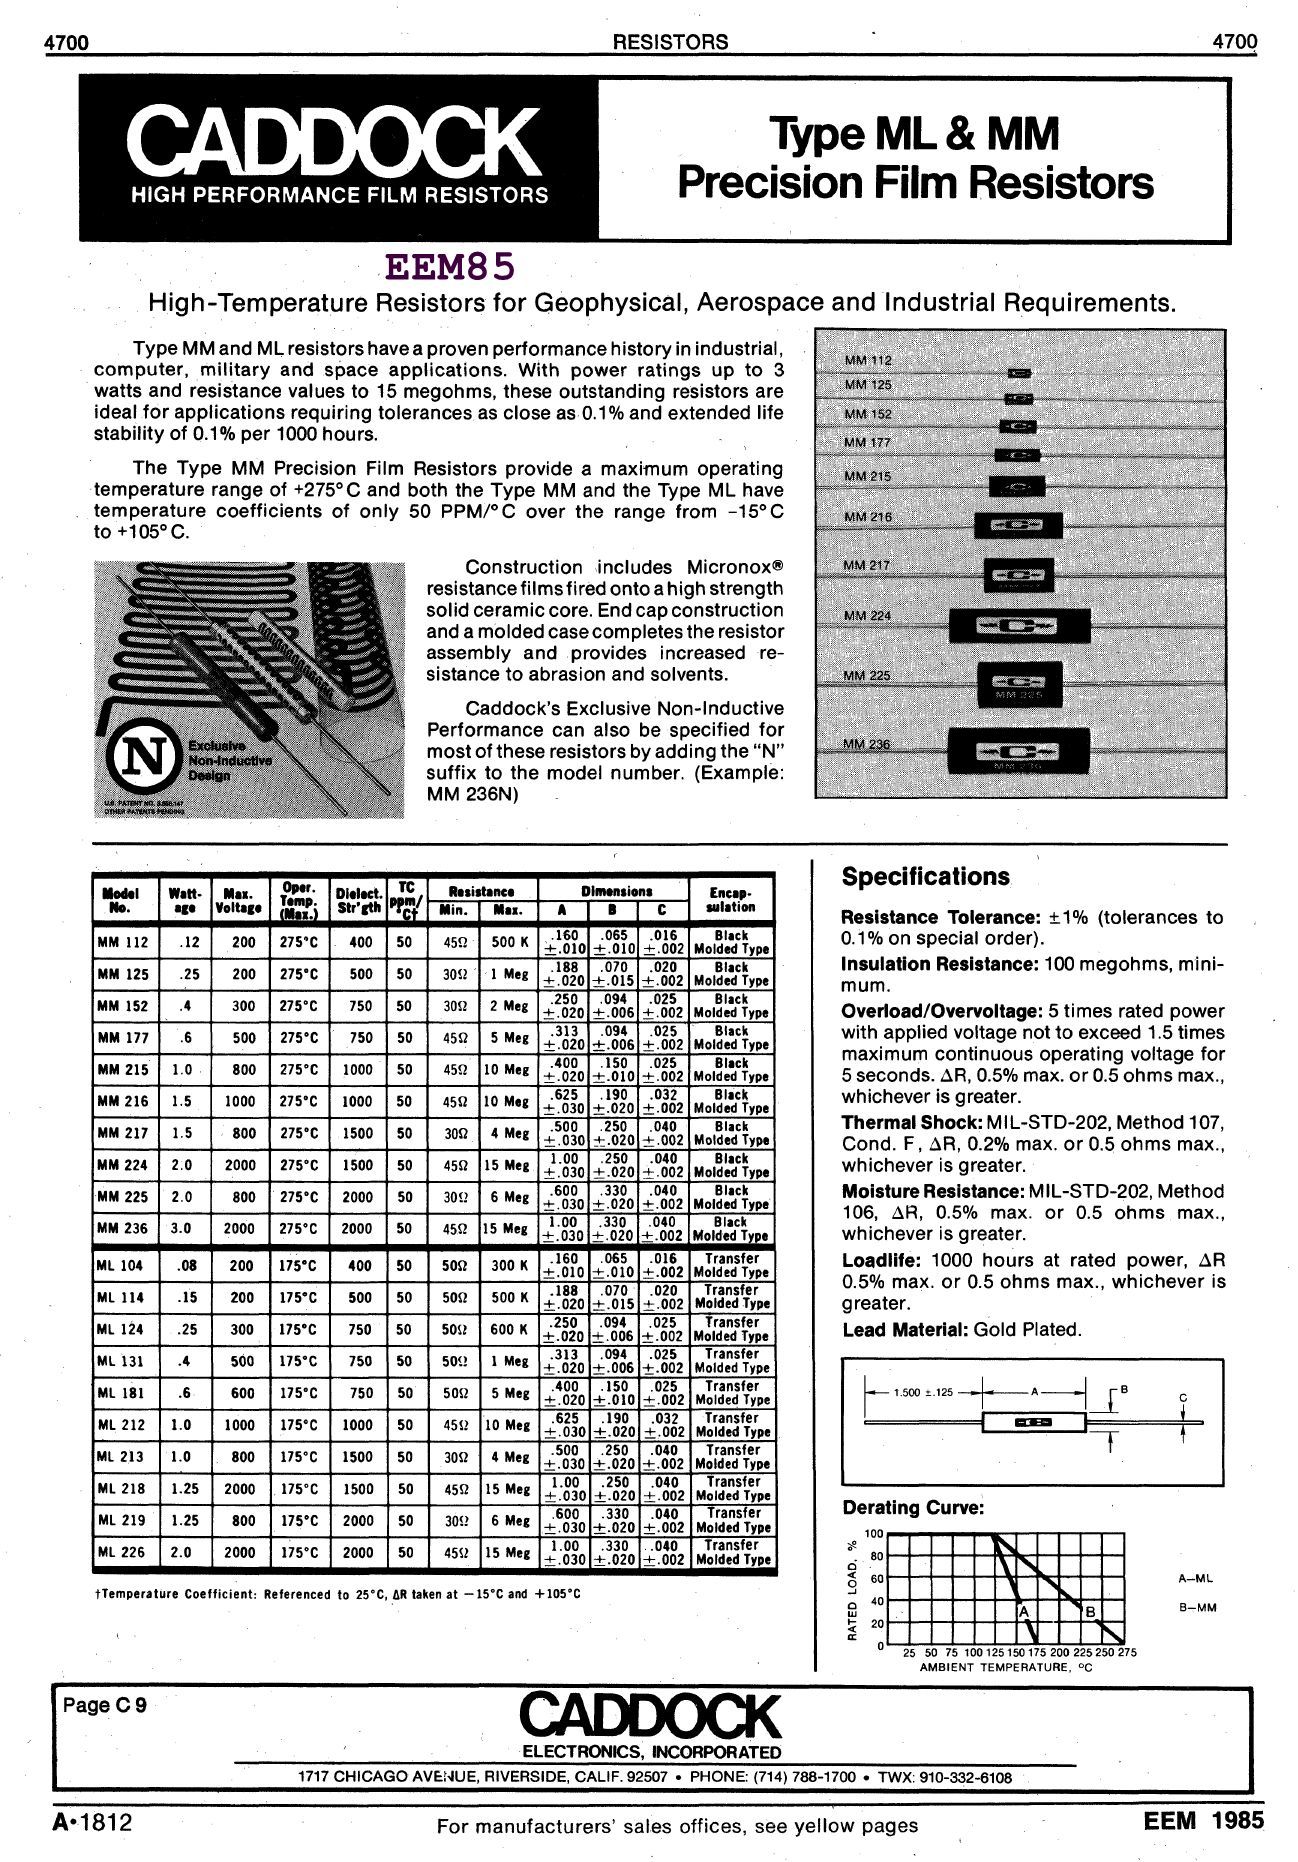 4700
RESISTORS
4700
CADDOCK
HIGH PERFORMANCE FILM RESISTORS
Type ML & MM
Precision Film Resistors
EEM85
High-Temperature Resistors for Geophysical, Aerospace and Industrial Requirements.
Type MM and ML resistors have a proven performance history in industrial,
computer, military and space applications. With power ratings up to 3
watts and resistance values to 15 megohms, these outstanding resistors are
ideal for applications requiring tolerances as close as 0.1% and extended life
stability of 0.1% per 1000 hours.
The Type MM Precision Film Resistors provide a maximum operating
temperature range of +275°C and both the Type MM and the Type ML have
temperature coefficients of only 50 PPM/°C over the range from -15°C
to +105°C.
Construction includes Micronox®
resistance films fired onto a high strength
solid ceramic core. End cap construction
and a molded case completes the resistor
assembly and provides increased re-
sistance to abrasion and solvents.
Caddock's Exclusive Non-Inductive
Performance can also be specified for
most of these resistors by adding the "N"
suffix to the model number. (Example:
MM 236N)
N
Exclusive
Non-Inductive
Design
U.S. PATENT NO.
OTHER PATENTS PENDING
MM 112
MM 125
MM 152
MM 177
MM 215
MM 216
MM 217
MM 224
MM 225
MM 225
MM 236
MM 236
Model No. Watt-age Max. Voltage Oper. Temp. (Max.) Dielect. Str'gth TC ppm/°C† Resistance Min. Max. Dimensions A B C Encap-sulation
MM 112 .12 200 275°C 400 50 45Ω 500 K .160 ±.010 .065 ±.010 .016 ±.002 Black Molded Type
MM 125 .25 200 275°C 500 50 30Ω 1 Meg .188 ±.020 .070 ±.015 .020 ±.002 Black Molded Type
MM 152 .4 300 275°C 750 50 30Ω 2 Meg .250 ±.020 .094 ±.006 .025 ±.002 Black Molded Type
MM 177 .6 500 275°C 750 50 45Ω 5 Meg .313 ±.020 .094 ±.006 .025 ±.002 Black Molded Type
MM 215 1.0 800 275°C 1000 50 45Ω 10 Meg .400 ±.020 .150 ±.010 .025 ±.002 Black Molded Type
MM 216 1.5 1000 275°C 1000 50 45Ω 10 Meg .625 ±.030 .190 ±.020 .032 ±.002 Black Molded Type
MM 217 1.5 800 275°C 1500 50 30Ω 4 Meg .500 ±.030 .250 ±.020 .040 ±.002 Black Molded Type
MM 224 2.0 2000 275°C 1500 50 45Ω 15 Meg 1.00 ±.030 .250 ±.020 .040 ±.002 Black Molded Type
MM 225 2.0 800 275°C 2000 50 30Ω 6 Meg .600 ±.030 .330 ±.020 .040 ±.002 Black Molded Type
MM 236 3.0 2000 275°C 2000 50 45Ω 15 Meg 1.00 ±.030 .330 ±.020 .040 ±.002 Black Molded Type
ML 104 .08 200 175°C 400 50 50Ω 300 K .160 ±.010 .065 ±.010 .016 ±.002 Transfer Molded Type
ML 114 .15 200 175°C 500 50 50Ω 500 K .188 ±.020 .070 ±.015 .020 ±.002 Transfer Molded Type
ML 124 .25 300 175°C 750 50 50Ω 600 K .250 ±.020 .094 ±.006 .025 ±.002 Transfer Molded Type
ML 131 .4 500 175°C 750 50 50Ω 1 Meg .313 ±.020 .094 ±.006 .025 ±.002 Transfer Molded Type
ML 181 .6 600 175°C 750 50 50Ω 5 Meg .400 ±.020 .150 ±.010 .025 ±.002 Transfer Molded Type
ML 212 1.0 1000 175°C 1000 50 45Ω 10 Meg .625 ±.030 .190 ±.020 .032 ±.002 Transfer Molded Type
ML 213 1.0 800 175°C 1500 50 30Ω 4 Meg .500 ±.030 .250 ±.020 .040 ±.002 Transfer Molded Type
ML 218 1.25 2000 175°C 1500 50 45Ω 15 Meg 1.00 ±.030 .250 ±.020 .040 ±.002 Transfer Molded Type
ML 219 1.25 800 175°C 2000 50 30Ω 6 Meg .600 ±.030 .330 ±.020 .040 ±.002 Transfer Molded Type
ML 226 2.0 2000 175°C 2000 50 45Ω 15 Meg 1.00 ±.030 .330 ±.020 .040 ±.002 Transfer Molded Type
†Temperature Coefficient: Referenced to 25°C, ΔR taken at −15°C and +105°C
Specifications
Resistance Tolerance: ±1% (tolerances to
0.1% on special order).
Insulation Resistance: 100 megohms, mini-
mum.
Overload/Overvoltage: 5 times rated power
with applied voltage not to exceed 1.5 times
maximum continuous operating voltage for
5 seconds. ΔR, 0.5% max. or 0.5 ohms max.,
whichever is greater.
Thermal Shock: MIL-STD-202, Method 107,
Cond. F, ΔR, 0.2% max. or 0.5 ohms max.,
whichever is greater.
Moisture Resistance: MIL-STD-202, Method
106, ΔR, 0.5% max. or 0.5 ohms max.,
whichever is greater.
Loadlife: 1000 hours at rated power, ΔR
0.5% max. or 0.5 ohms max., whichever is
greater.
Lead Material: Gold Plated.
1.500 ±.125 A B C
Derating Curve:
RATED LOAD, %
100
80
60
40
20
0
A B
A–ML
B–MM
25 50 75 100 125 150 175 200 225 250 275
AMBIENT TEMPERATURE, °C
Page C 9
CADDOCK
ELECTRONICS, INCORPORATED
1717 CHICAGO AVENUE, RIVERSIDE, CALIF. 92507 • PHONE: (714) 788-1700 • TWX: 910-332-6108
A•1812
For manufacturers' sales offices, see yellow pages
EEM 1985